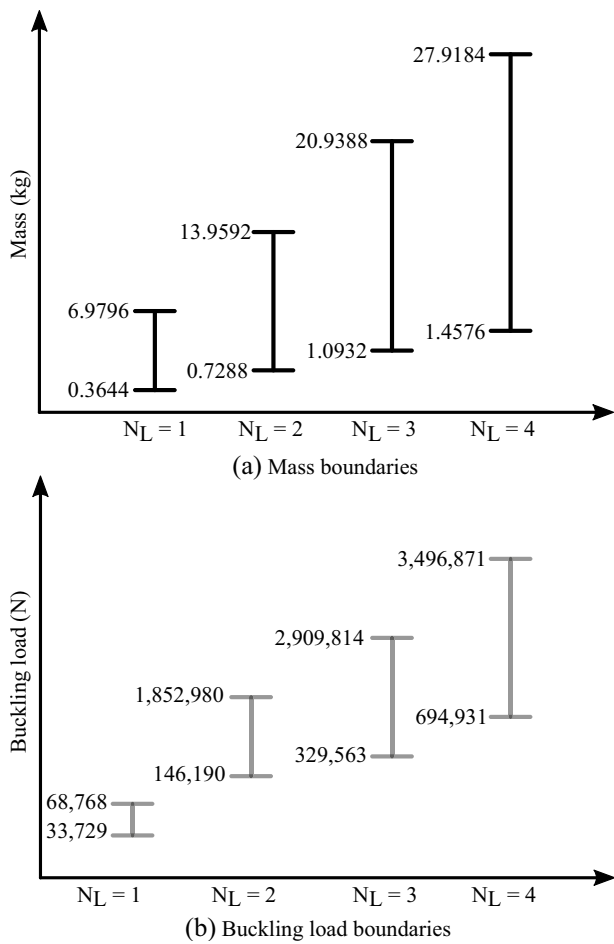 27.9184
20.9388
13.9592
6.9796
1.4576
1.0932
0.7288
0.3644
Mass (kg)
N_L = 1 N_L = 2 N_L = 3 N_L = 4
(a) Mass boundaries
3,496,871
2,909,814
1,852,980
694,931
329,563
146,190
68,768
33,729
Buckling load (N)
N_L = 1 N_L = 2 N_L = 3 N_L = 4
(b) Buckling load boundaries